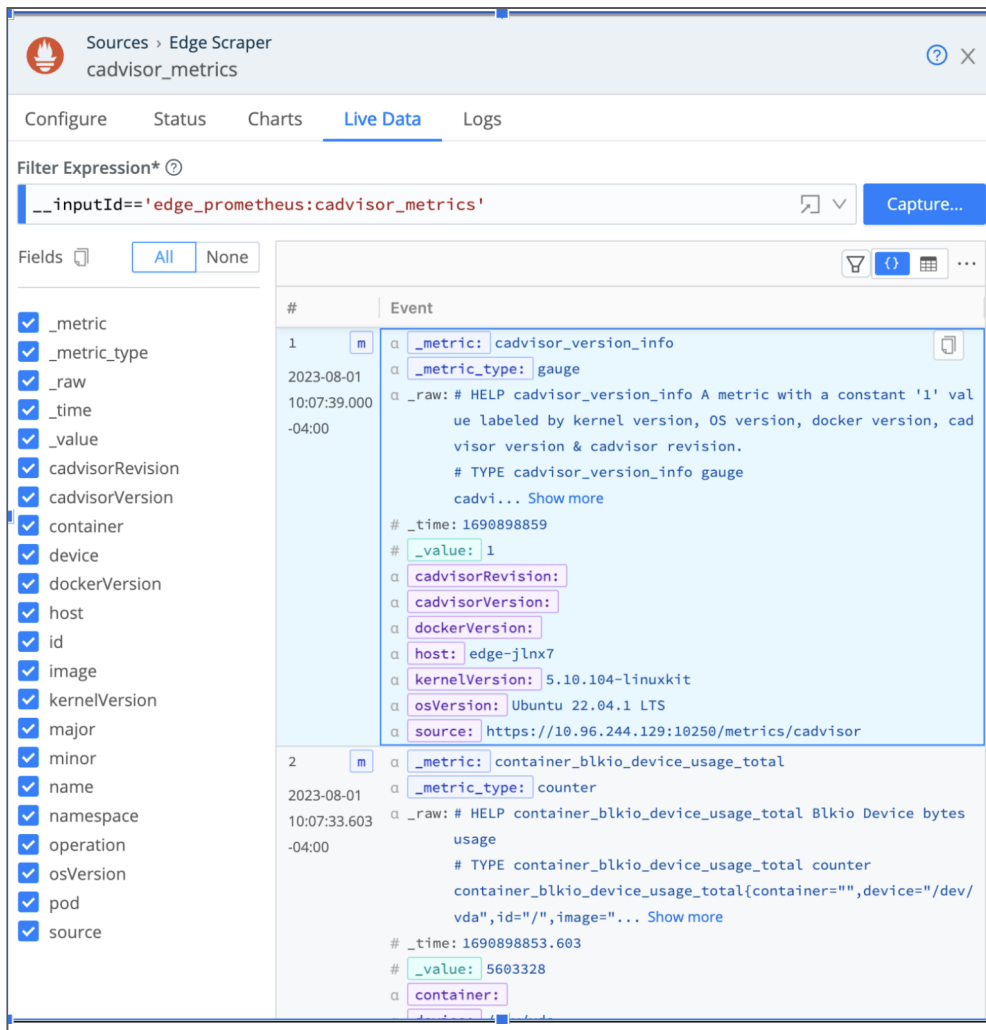 Sources › Edge Scraper
cadvisor_metrics
Configure Status Charts Live Data Logs
Filter Expression* ?
__inputId=='edge_prometheus:cadvisor_metrics'
Capture...
Fields All None
_metric
_metric_type
_raw
_time
_value
cadvisorRevision
cadvisorVersion
container
device
dockerVersion
host
id
image
kernelVersion
major
minor
name
namespace
operation
osVersion
pod
source
# Event
1 m
2023-08-01
10:07:39.000
-04:00
α _metric: cadvisor_version_info
α _metric_type: gauge
α _raw: # HELP cadvisor_version_info A metric with a constant '1' val
ue labeled by kernel version, OS version, docker version, cad
visor version & cadvisor revision.
# TYPE cadvisor_version_info gauge
cadvi... Show more
# _time: 1690898859
# _value: 1
α cadvisorRevision:
α cadvisorVersion:
α dockerVersion:
α host: edge-jlnx7
α kernelVersion: 5.10.104-linuxkit
α osVersion: Ubuntu 22.04.1 LTS
α source: https://10.96.244.129:10250/metrics/cadvisor
2 m
2023-08-01
10:07:33.603
-04:00
α _metric: container_blkio_device_usage_total
α _metric_type: counter
α _raw: # HELP container_blkio_device_usage_total Blkio Device bytes
usage
# TYPE container_blkio_device_usage_total counter
container_blkio_device_usage_total{container="",device="/dev/
vda",id="/",image="... Show more
# _time: 1690898853.603
# _value: 5603328
α container: